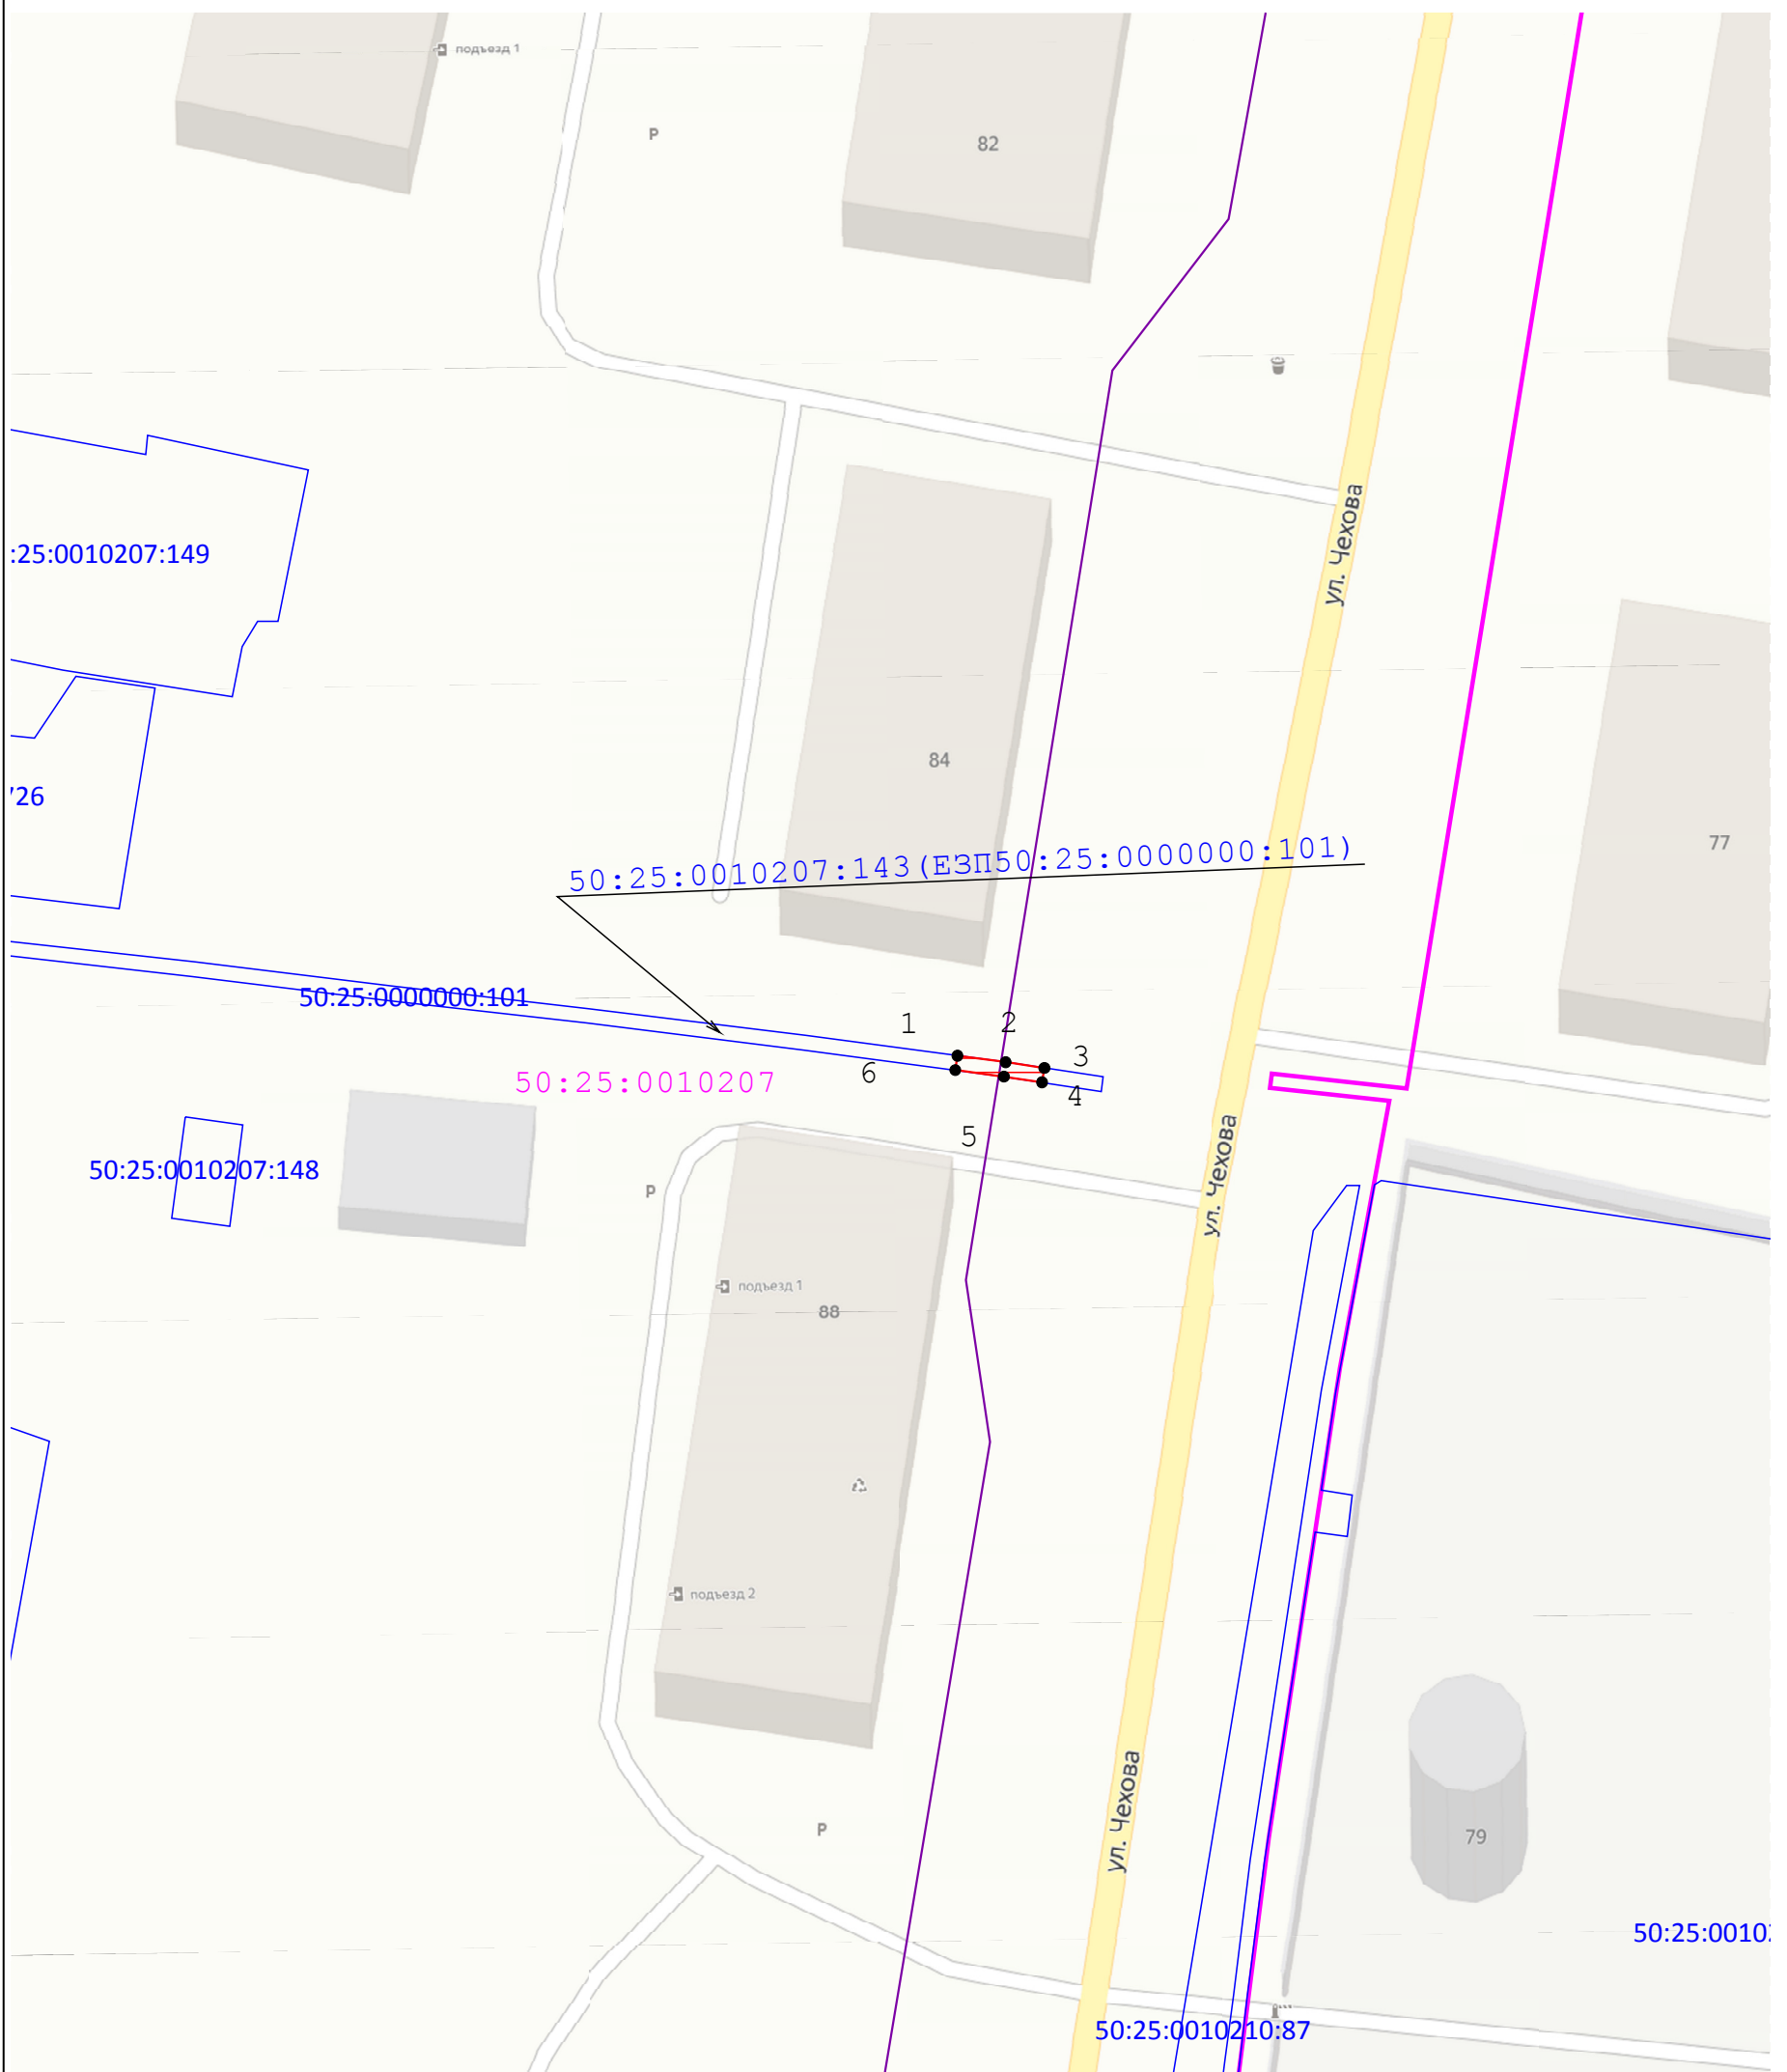 подъезд 1
P
82
ул. Чехова
:25:0010207:149
84
'26
77
50:25:0010207:143(ЕЗП50:25:0000000:101)
50:25:0000000:101
1
2
3
6
50:25:0010207
4
5
50:25:0010207:148
P
ул. Чехова
подъезд 1
88
подъезд 2
ул. Чехова
P
79
50:25:0010
50:25:0010210:87